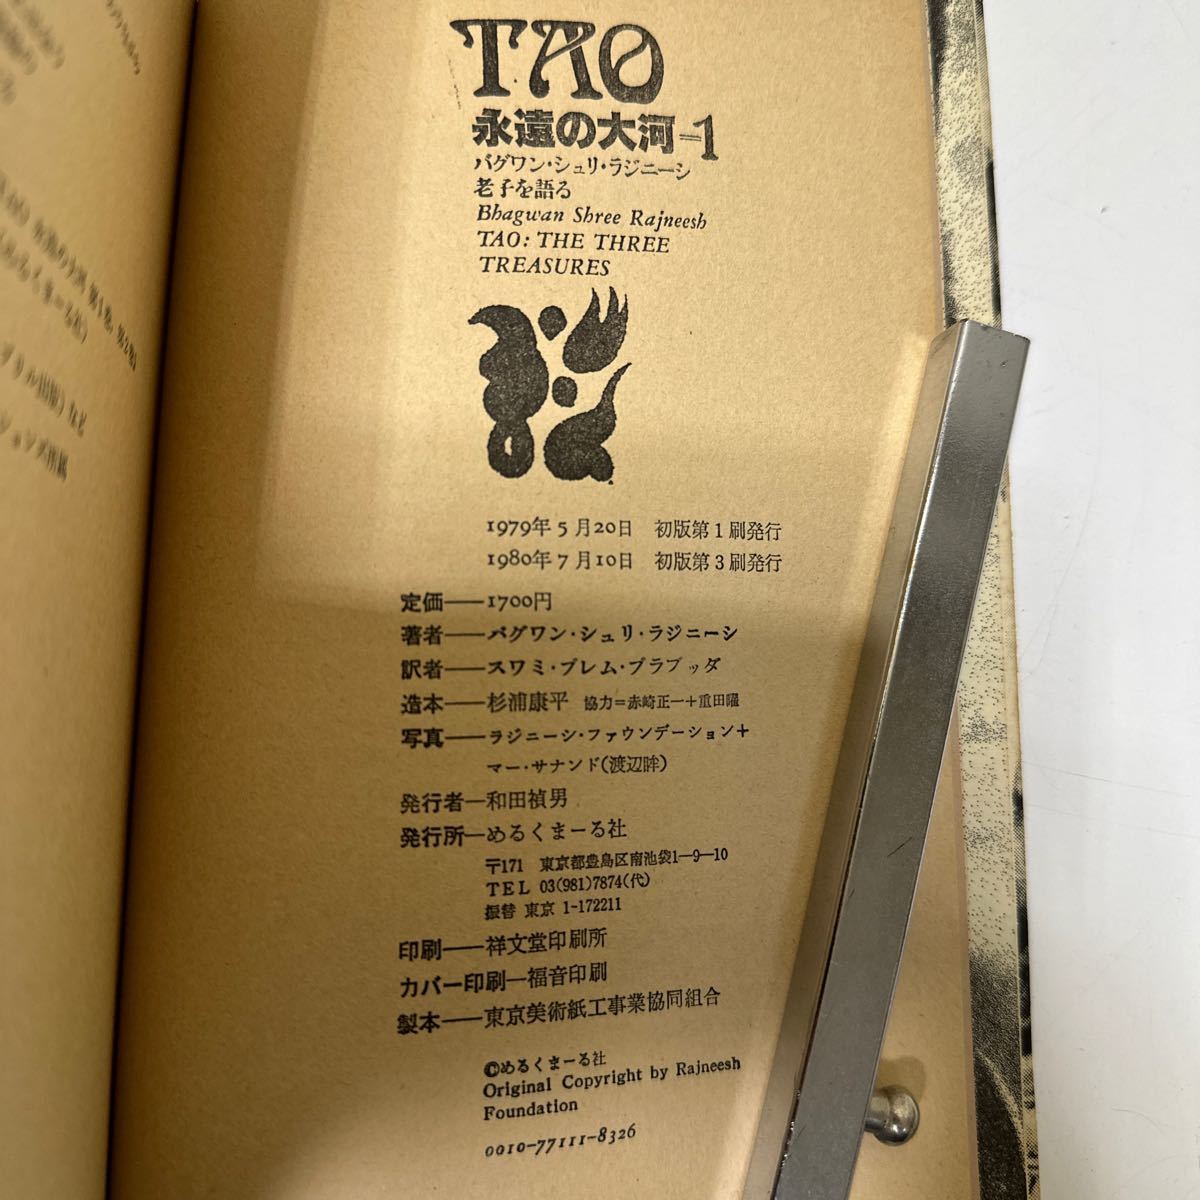 TAO
永遠の大河=1
バグワン・シュリ・ラジニーシ
老子を語る
Bhagwan Shree Rajneesh
TAO: THE THREE
TREASURES
1979年5月20日 初版第1刷発行
1980年7月10日 初版第3刷発行
定価——1700円
著者——バグワン・シュリ・ラジニーシ
訳者——スワミ・プレム・プラブッダ
造本——杉浦康平 協力=赤崎正一+重田曜
写真——ラジニーシ・ファウンデーション+
マー・サナンド(渡辺眸)
発行者—和田禎男
発行所—めるくまーる社
〒171 東京都豊島区南池袋1—9—10
TEL 03(981)7874(代)
振替 東京 1-172211
印刷——祥文堂印刷所
カバー印刷—福音印刷
製本——東京美術紙工事業協同組合
©めるくまーる社
Original Copyright by Rajneesh
Foundation
0010-77111-8326